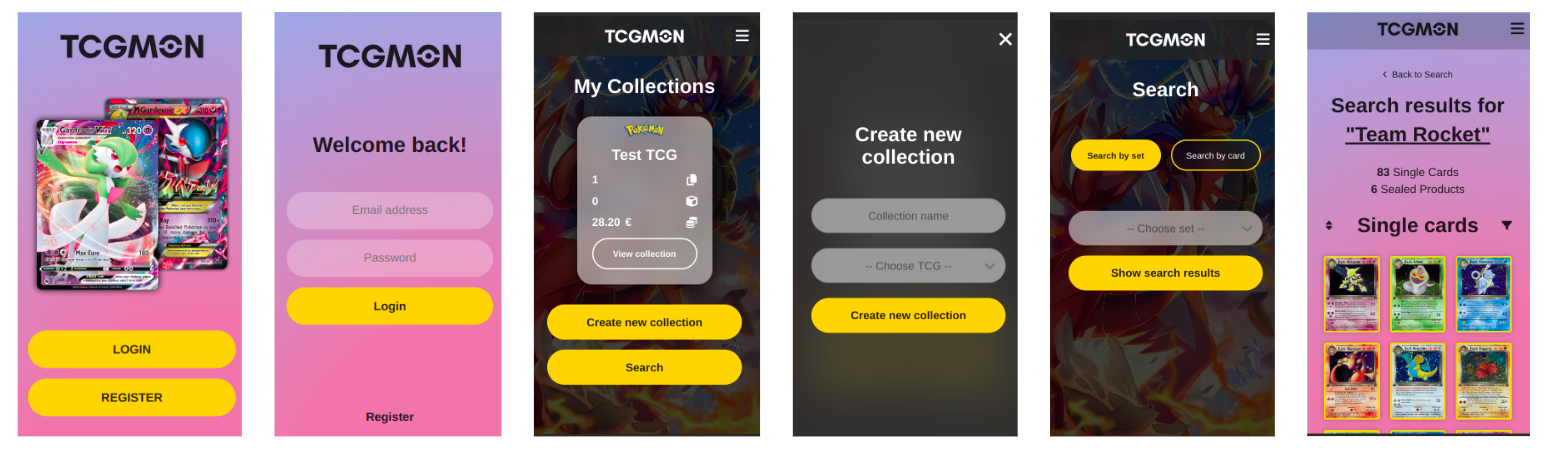 TCGMON
M Gardevoir
Gardevoir
320
Max Cure
180
110+
LOGIN
REGISTER
TCGMON
Welcome back!
Email address
Password
Login
Register
TCGMON
My Collections
Pokémon
Test TCG
1
0
28.20 €
View collection
Create new collection
Search
Create new
collection
Collection name
-- Choose TCG --
Create new collection
TCGMON
Search
Search by set
Search by card
-- Choose set --
Show search results
TCGMON
Back to Search
Search results for
"Team Rocket"
83 Single Cards
6 Sealed Products
Single cards